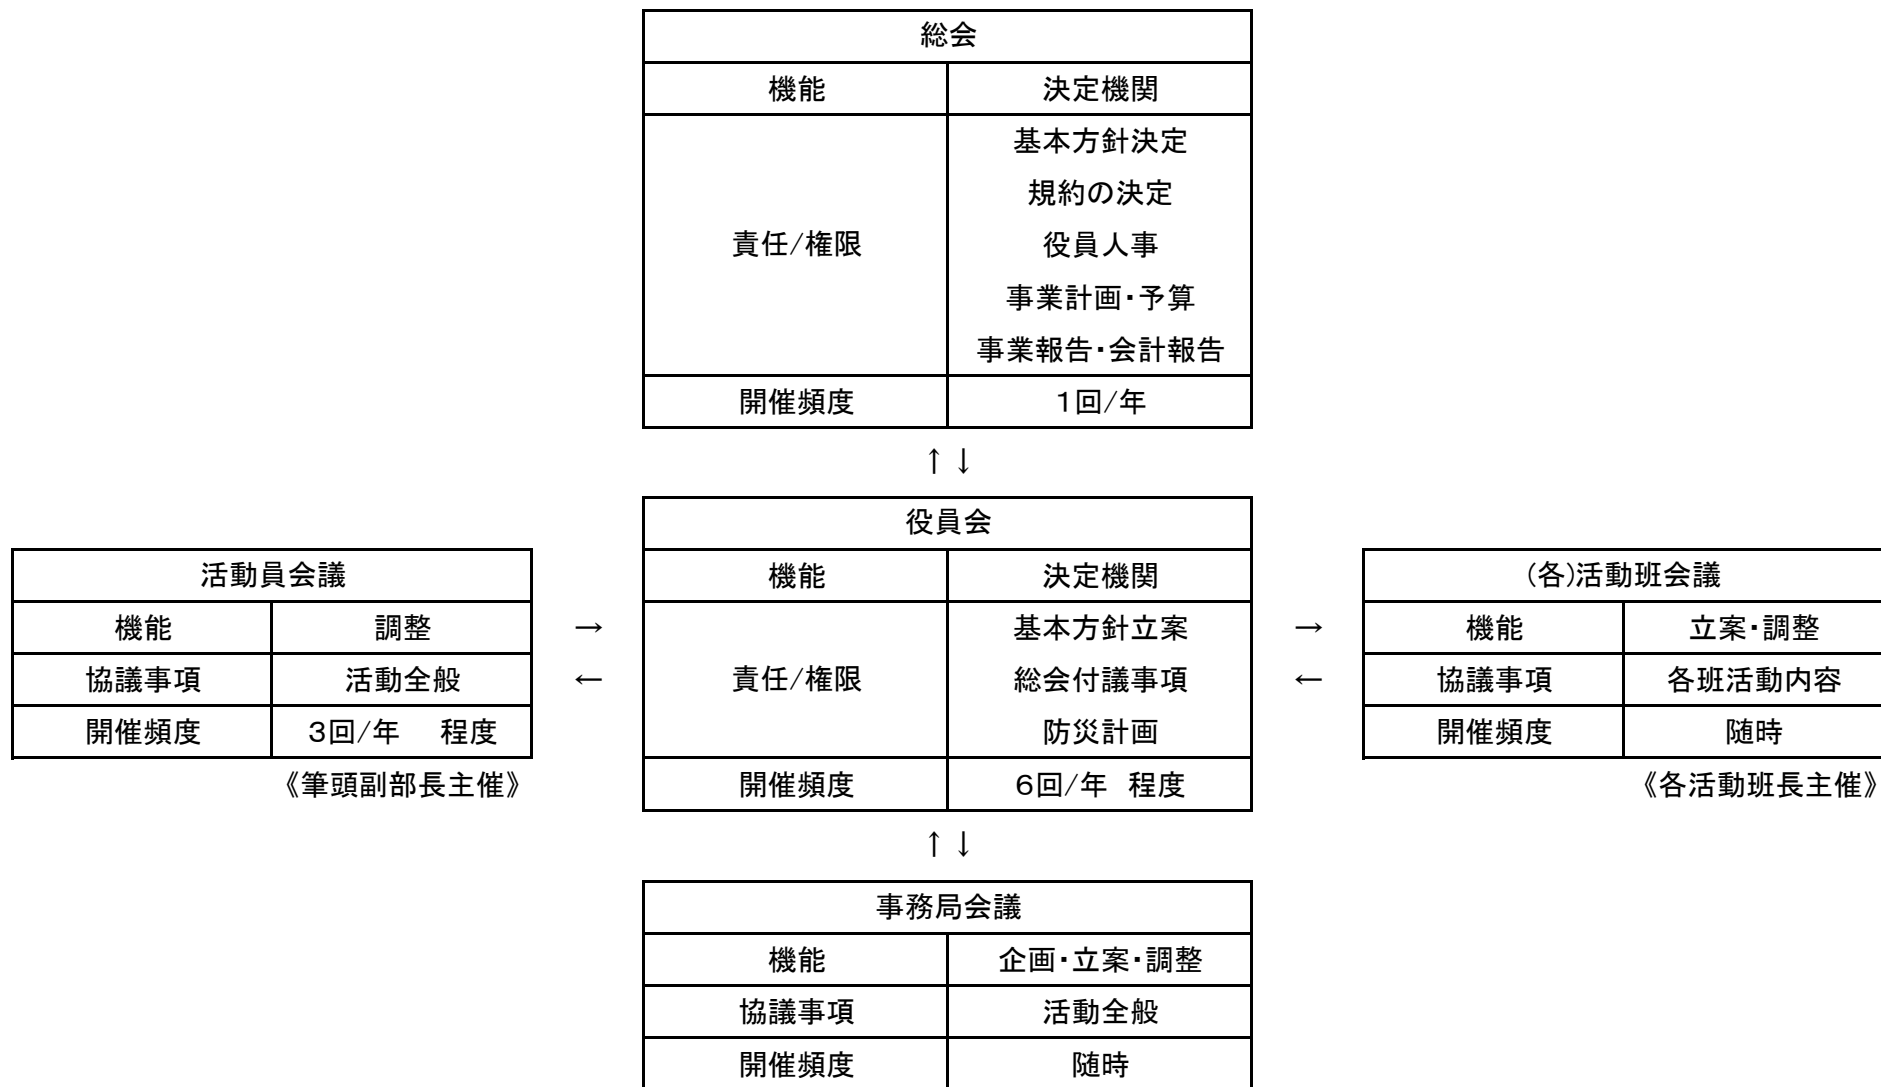 総会
機能 決定機関
責任/権限
基本方針決定
規約の決定
役員人事
事業計画・予算
事業報告・会計報告
開催頻度 1回/年
↑ ↓
活動員会議
機能 調整
協議事項 活動全般
開催頻度 3回/年 程度
《筆頭副部長主催》
→
←
役員会
機能 決定機関
責任/権限
基本方針立案
総会付議事項
防災計画
開催頻度 6回/年 程度
→
←
(各)活動班会議
機能 立案・調整
協議事項 各班活動内容
開催頻度 随時
《各活動班長主催》
↑ ↓
事務局会議
機能 企画・立案・調整
協議事項 活動全般
開催頻度 随時